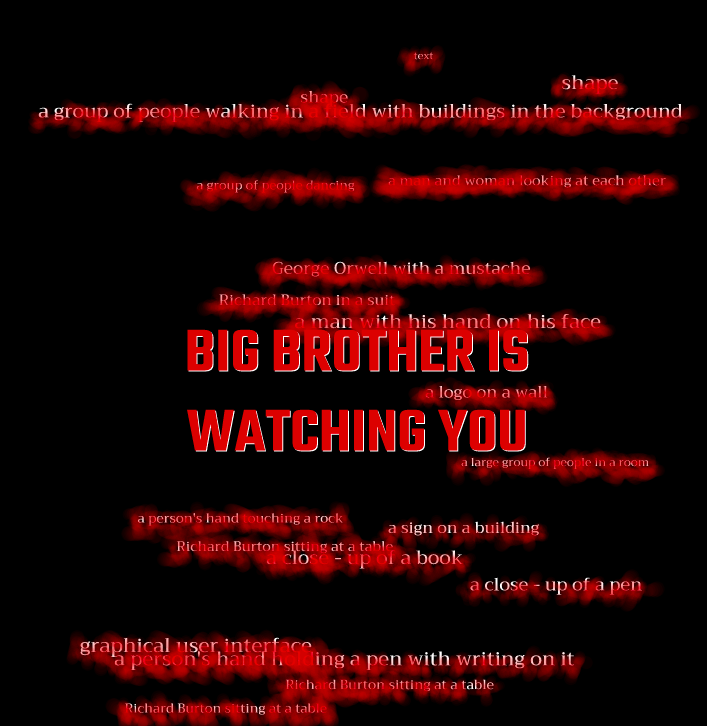 text
shape
shape
a group of people walking in a field with buildings in the background
a man and woman looking at each other
a group of people dancing
George Orwell with a mustache
Richard Burton in a suit
a man with his hand on his face
BIG BROTHER IS
a logo on a wall
WATCHING YOU
a large group of people in a room
a person's hand touching a rock
a sign on a building
Richard Burton sitting at a table
a close - up of a book
a close - up of a pen
graphical user interface
a person's hand holding a pen with writing on it
Richard Burton sitting at a table
Richard Burton sitting at a table